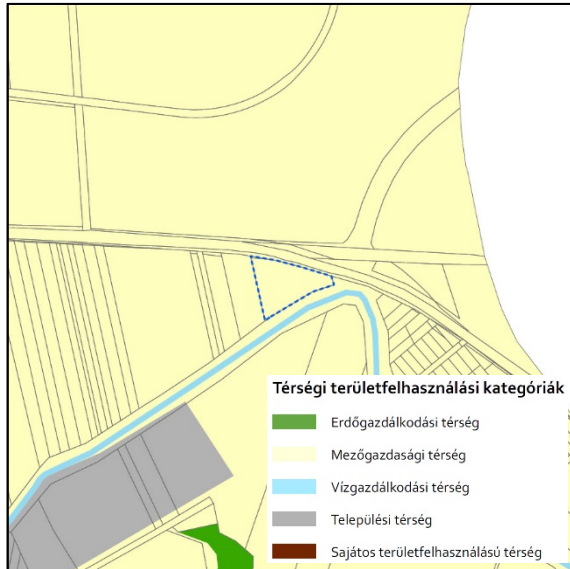 Térségi területfelhasználási kategóriák
Erdőgazdálkodási térség
Mezőgazdasági térség
Vízgazdálkodási térség
Települési térség
Sajátos területfelhasználású térség